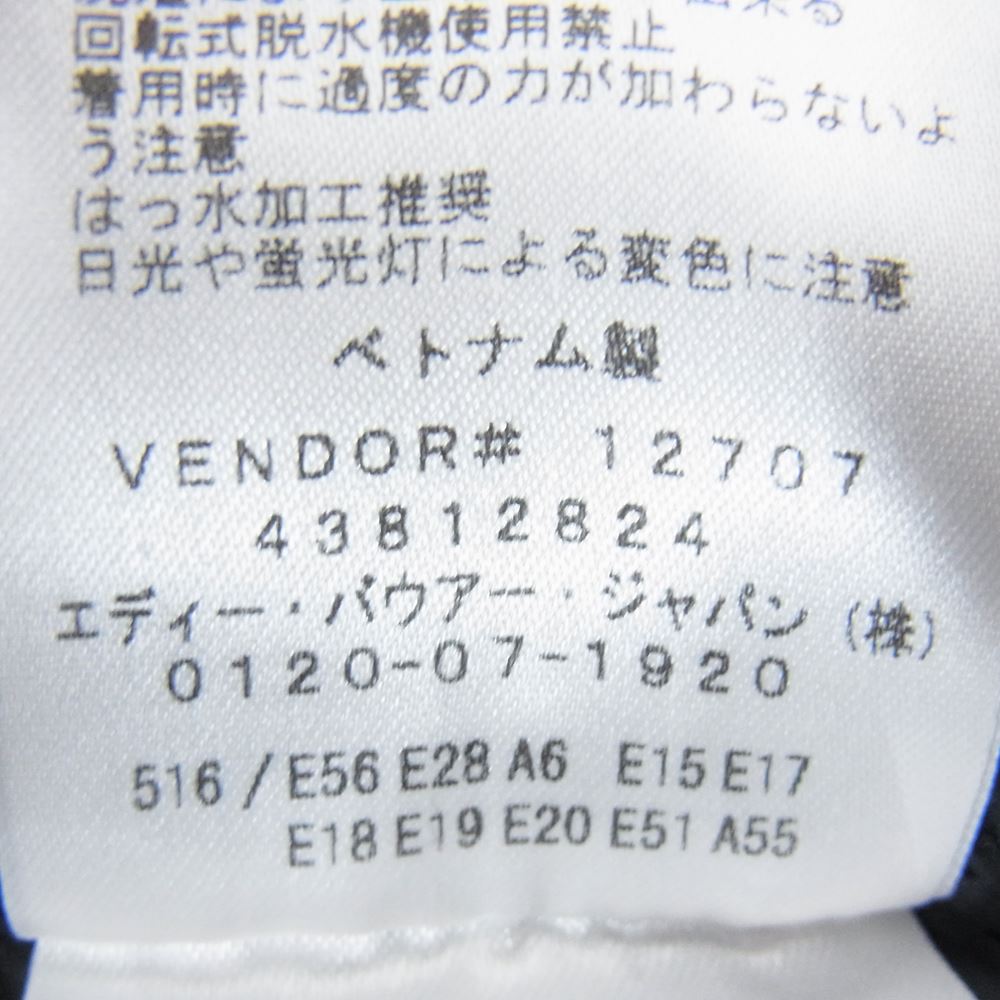 回転式脱水機使用禁止
着用時に過度の力が加わらないよ
う注意
はっ水加工推奨
日光や蛍光灯による変色に注意
ベトナム製
VENDOR# 12707
43812824
エディー・バウアー・ジャパン (株)
0120-07-1920
516 / E56 E28 A6 E15 E17
E18 E19 E20 E51 A55